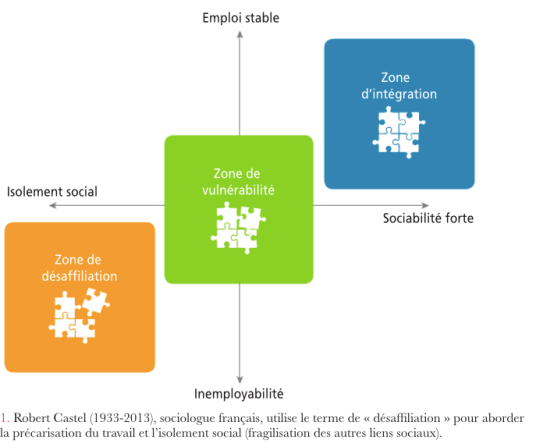 Emploi stable
Zone
d'intégration
Zone de
vulnérabilité
Isolement social
Sociabilité forte
Zone de
désaffiliation
Inemployabilité
1. Robert Castel (1933-2013), sociologue français, utilise le terme de « désaffiliation » pour aborder
la précarisation du travail et l'isolement social (fragilisation des autres liens sociaux).